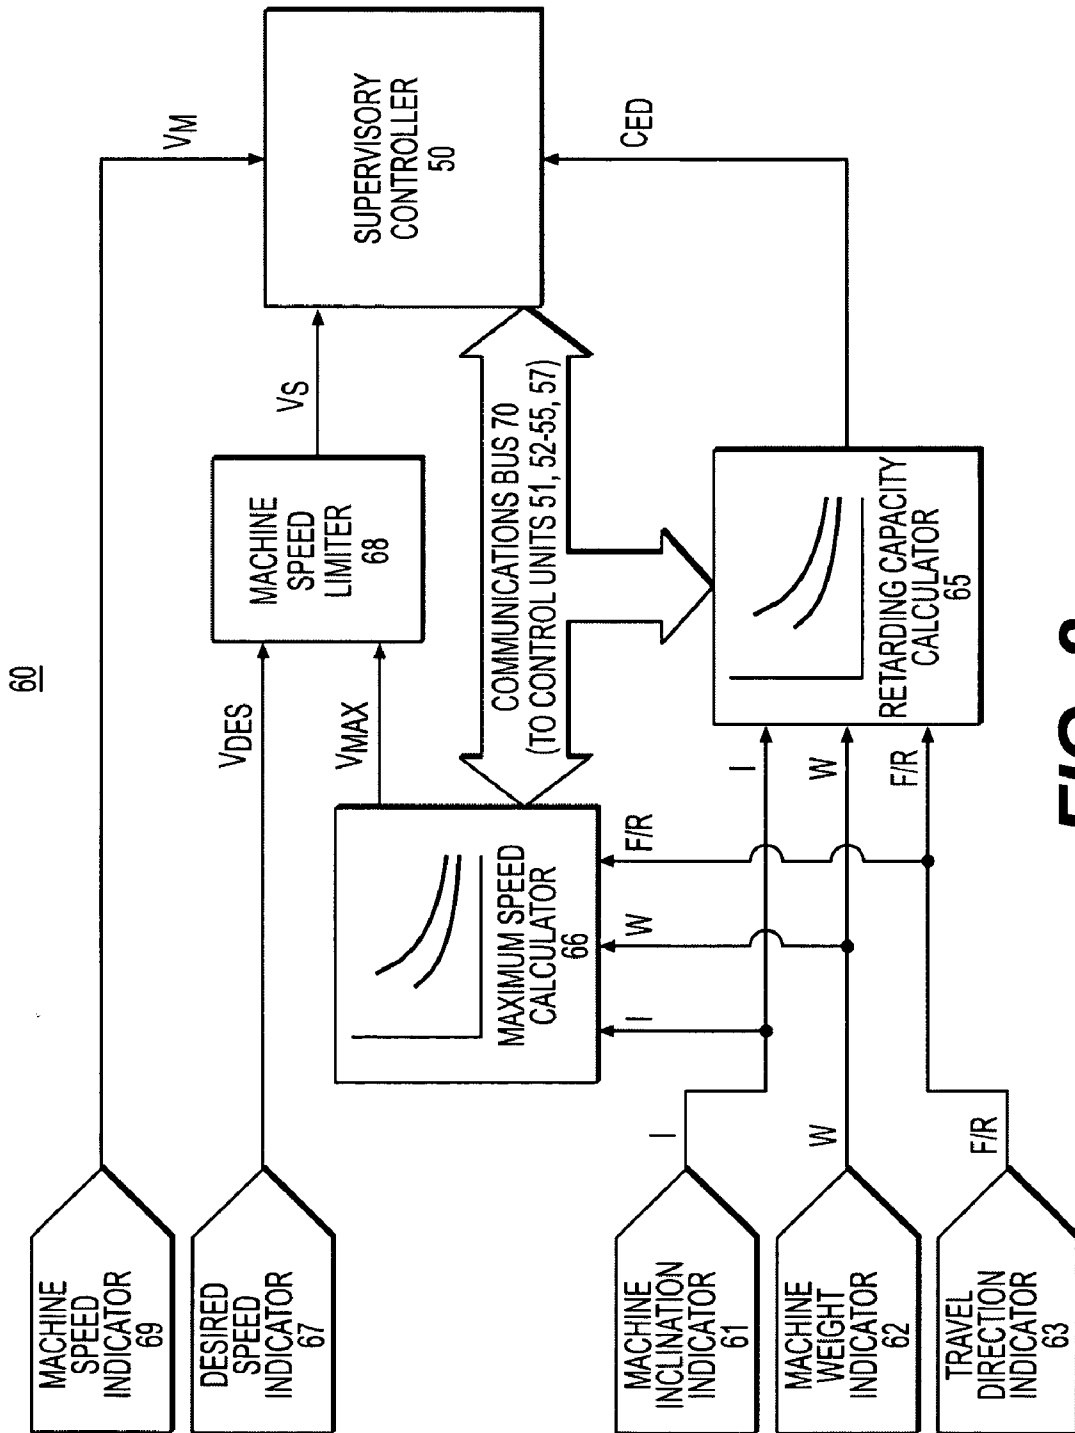 60
MACHINE
SPEED
INDICATOR
69
VM
DESIRED
SPEED
INDICATOR
67
VDES
VMAX
MACHINE
SPEED
LIMITER
68
VS
SUPERVISORY
CONTROLLER
50
MAXIMUM SPEED
CALCULATOR
66
I
W
F/R
COMMUNICATIONS BUS 70
(TO CONTROL UNITS 51, 52-55, 57)
CED
MACHINE
INCLINATION
INDICATOR
61
I
I
MACHINE
WEIGHT
INDICATOR
62
W
W
TRAVEL
DIRECTION
INDICATOR
63
F/R
F/R
RETARDING CAPACITY
CALCULATOR
65